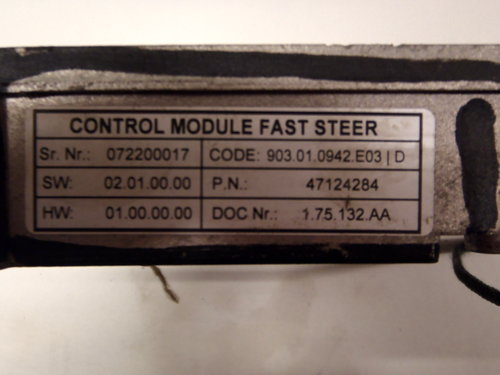 CONTROL MODULE FAST STEER
Sr. Nr.: 072200017 CODE: 903.01.0942.E03 | D
SW: 02.01.00.00 P.N.: 47124284
HW: 01.00.00.00 DOC Nr.: 1.75.132.AA